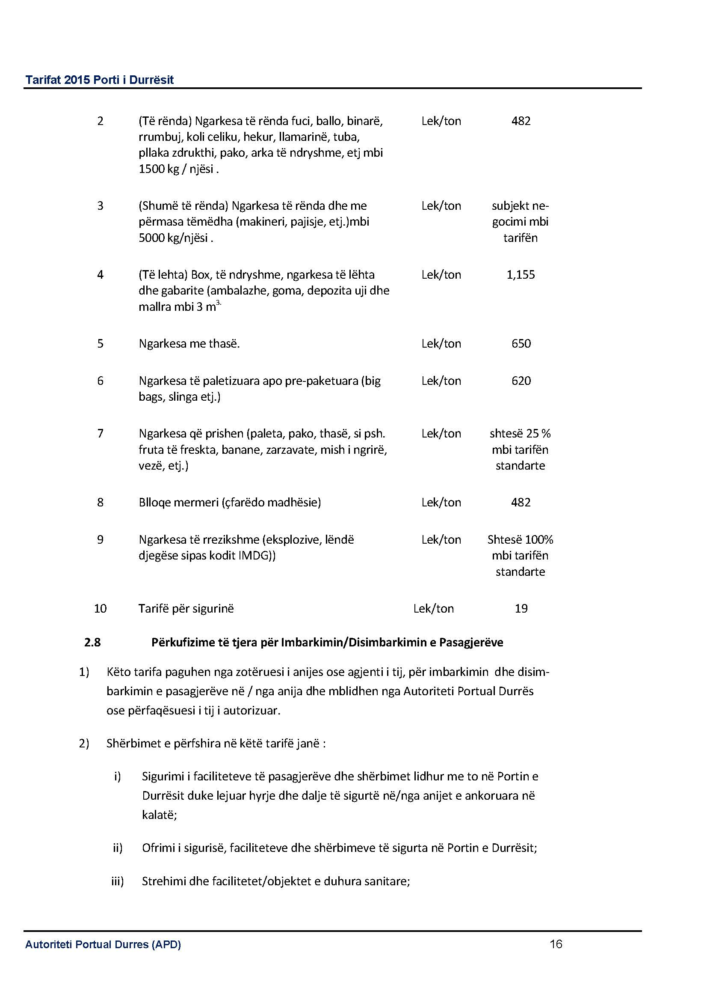 Tarifat 2015 Porti i Durrësit
2 (Të rënda) Ngarkesa të rënda fuci, ballo, binarë, Lek/ton 482
rrumbuj, koli celiku, hekur, llamarinë, tuba,
pllaka zdrukthi, pako, arka të ndryshme, etj mbi
1500 kg / njësi .
3 (Shumë të rënda) Ngarkesa të rënda dhe me Lek/ton subjekt ne-
përmasa tëmëdha (makineri, pajisje, etj.)mbi gocimi mbi
5000 kg/njësi . tarifën
4 (Të lehta) Box, të ndryshme, ngarkesa të lëhta Lek/ton 1,155
dhe gabarite (ambalazhe, goma, depozita uji dhe
mallra mbi 3 m³·
5 Ngarkesa me thasë. Lek/ton 650
6 Ngarkesa të paletizuara apo pre-paketuara (big Lek/ton 620
bags, slinga etj.)
7 Ngarkesa që prishen (paleta, pako, thasë, si psh. Lek/ton shtesë 25 %
fruta të freskta, banane, zarzavate, mish i ngrirë, mbi tarifën
vezë, etj.) standarte
8 Blloqe mermeri (çfarëdo madhësie) Lek/ton 482
9 Ngarkesa të rrezikshme (eksplozive, lëndë Lek/ton Shtesë 100%
djegëse sipas kodit IMDG)) mbi tarifën
standarte
10 Tarifë për sigurinë Lek/ton 19
2.8 Përkufizime të tjera për Imbarkimin/Disimbarkimin e Pasagjerëve
1) Këto tarifa paguhen nga zotëruesi i anijes ose agjenti i tij, për imbarkimin dhe disim-
barkimin e pasagjerëve në / nga anija dhe mblidhen nga Autoriteti Portual Durrës
ose përfaqësuesi i tij i autorizuar.
2) Shërbimet e përfshira në këtë tarifë janë :
i) Sigurimi i faciliteteve të pasagjerëve dhe shërbimet lidhur me to në Portin e
Durrësit duke lejuar hyrje dhe dalje të sigurtë në/nga anijet e ankoruara në
kalatë;
ii) Ofrimi i sigurisë, faciliteteve dhe shërbimeve të sigurta në Portin e Durrësit;
iii) Strehimi dhe facilitetet/objektet e duhura sanitare;
Autoriteti Portual Durres (APD) 16